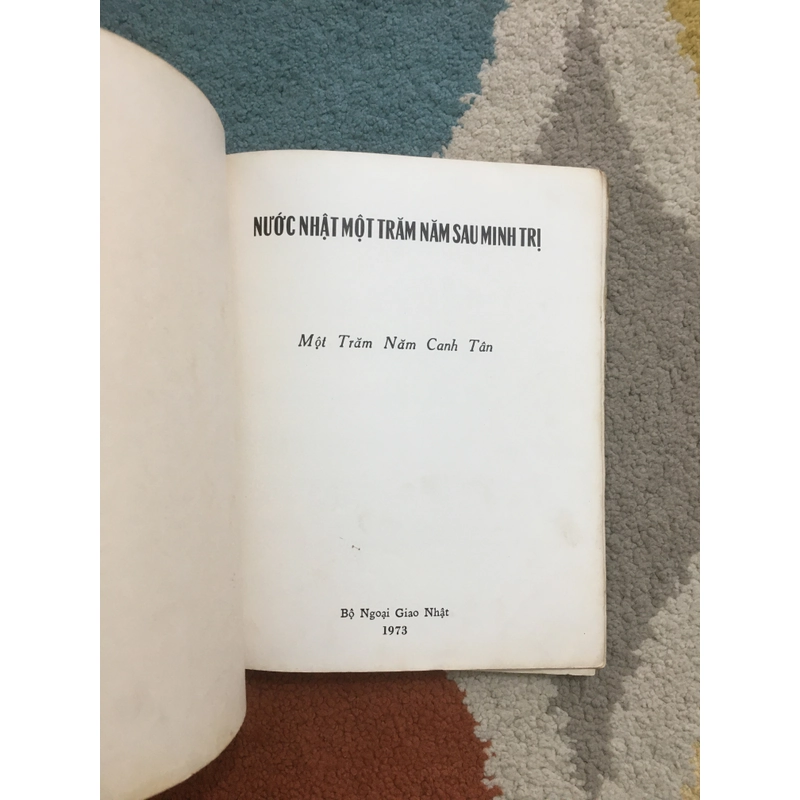 NƯỚC NHẬT MỘT TRĂM NĂM SAU MINH TRỊ
Một Trăm Năm Canh Tân
Bộ Ngoại Giao Nhật
1973